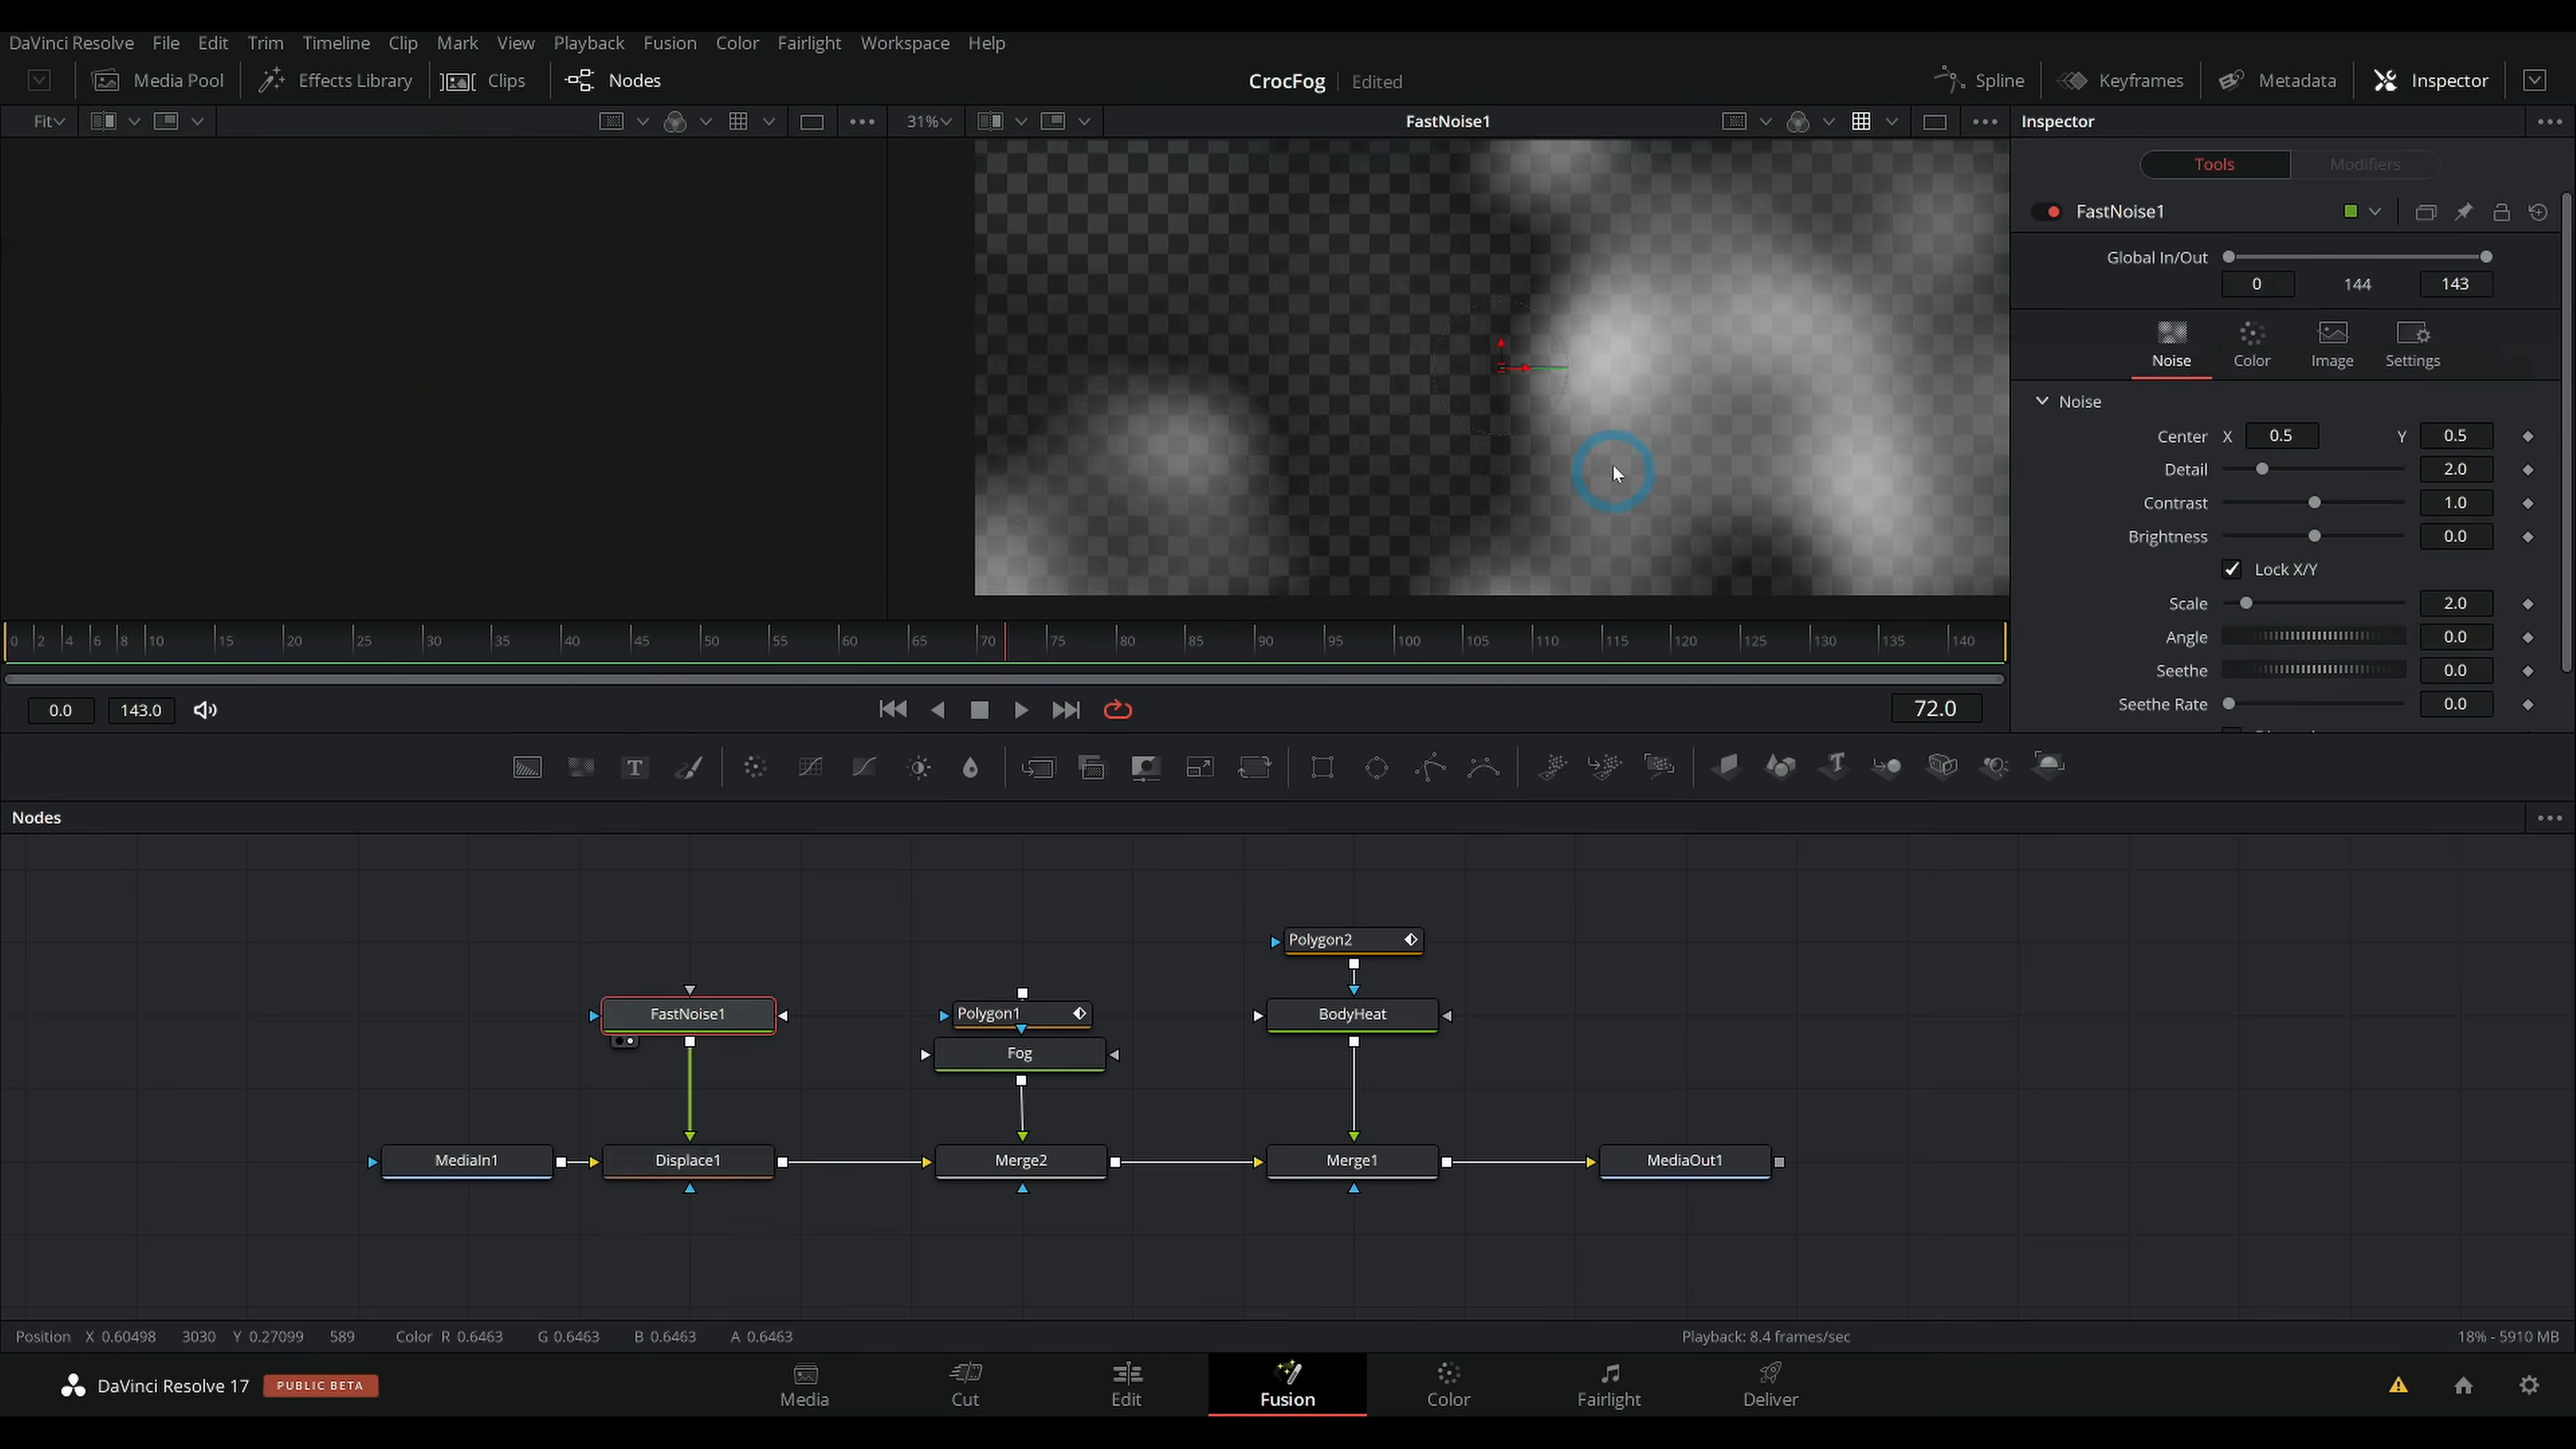 DaVinci Resolve File Edit Trim Timeline Clip Mark View Playback Fusion Color Fairlight Workspace Help
Media Pool Effects Library Clips Nodes CrocFog Edited Spline Keyframes Metadata Inspector
Fit 31% FastNoise1 Inspector
Tools Modifiers
FastNoise1
Global In/Out
0 144 143
Noise Color Image Settings
Noise
Center X 0.5 Y 0.5
Detail 2.0
Contrast 1.0
Brightness 0.0
Lock X/Y
Scale 2.0
Angle 0.0
Seethe 0.0
Seethe Rate 0.0
0 2 4 6 8 10 15 20 25 30 35 40 45 50 55 60 65 70 75 80 85 90 95 100 105 110 115 120 125 130 135 140
0.0 143.0 72.0
Nodes
Polygon2
FastNoise1 Polygon1 BodyHeat
Fog
MediaIn1 Displace1 Merge2 Merge1 MediaOut1
Position X 0.60498 3030 Y 0.27099 589 Color R 0.6463 G 0.6463 B 0.6463 A 0.6463 Playback: 8.4 frames/sec 18% - 5910 MB
DaVinci Resolve 17 PUBLIC BETA Media Cut Edit Fusion Color Fairlight Deliver